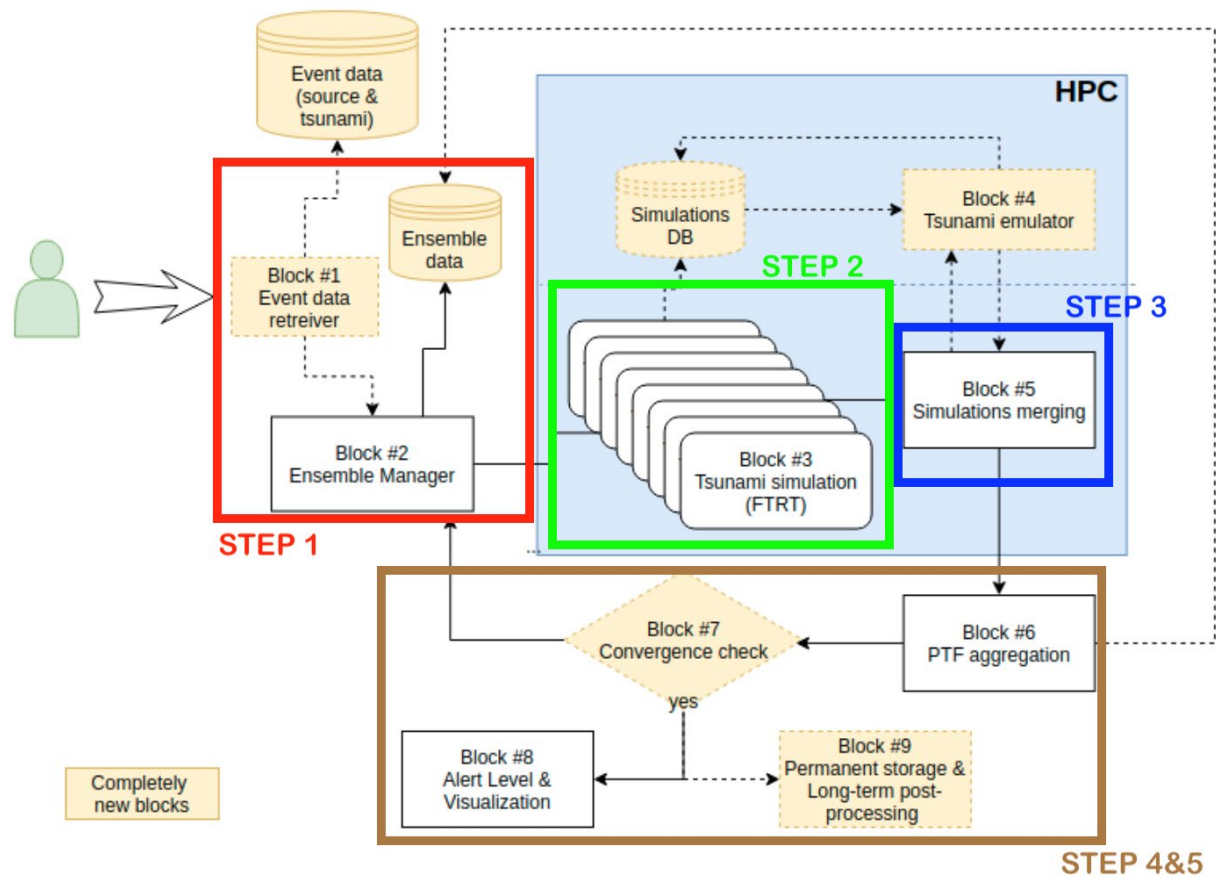 Event data
(source &
tsunami)
HPC
Block #4
Tsunami emulator
Simulations
DB
Ensemble
data
STEP 2
Block #1
Event data
retreiver
STEP 3
Block #5
Simulations merging
Block #2
Ensemble Manager
Block #3
Tsunami simulation
(FTRT)
STEP 1
...
Block #7
Convergence check
Block #6
PTF aggregation
yes
Block #8
Alert Level &
Visualization
Block #9
Permanent storage &
Long-term post-
processing
Completely
new blocks
STEP 4&5